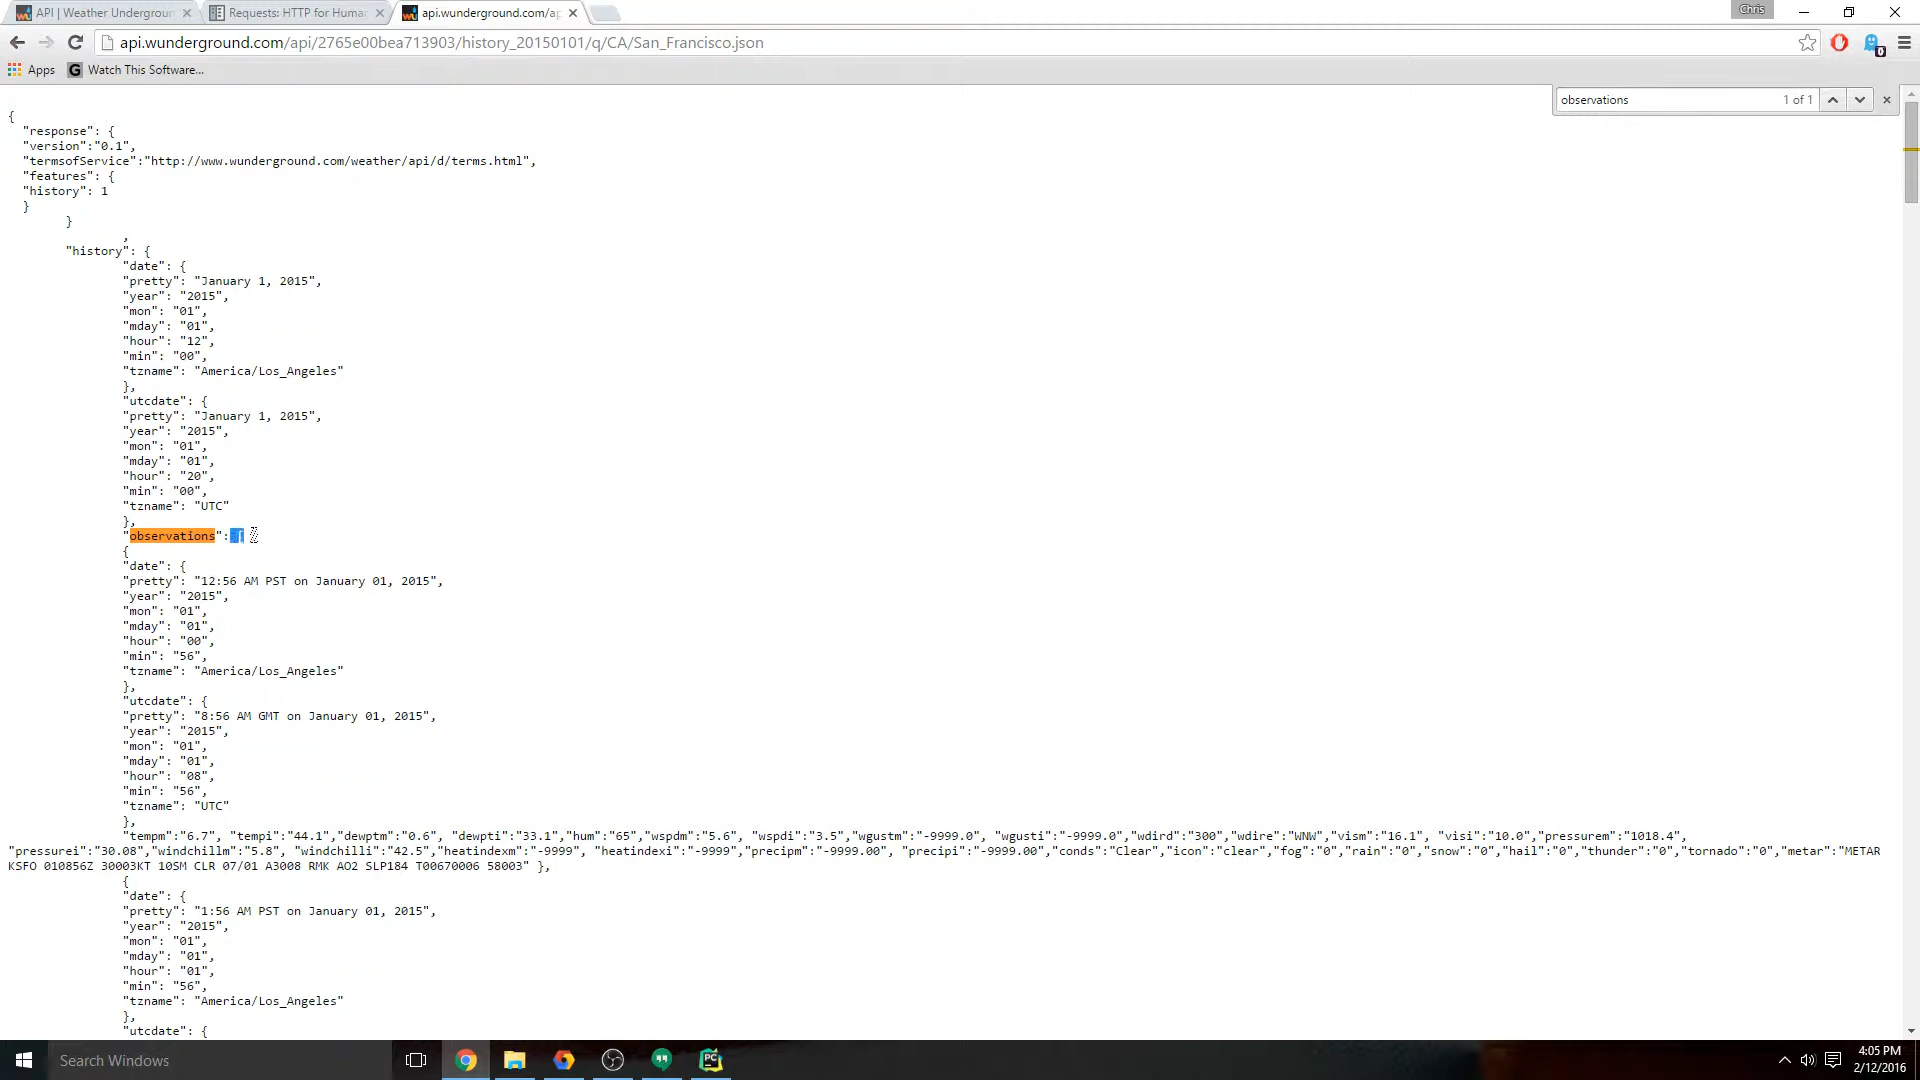 API | Weather Undergroun
Requests: HTTP for Human
api.wunderground.com/ap
Chris
api.wunderground.com/api/2765e00bea713903/history_20150101/q/CA/San_Francisco.json
0
Apps
G Watch This Software...
observations
1 of 1
{
"response": {
"version":"0.1",
"termsofService":"http://www.wunderground.com/weather/api/d/terms.html",
"features": {
"history": 1
}
}
,
"history": {
"date": {
"pretty": "January 1, 2015",
"year": "2015",
"mon": "01",
"mday": "01",
"hour": "12",
"min": "00",
"tzname": "America/Los_Angeles"
},
"utcdate": {
"pretty": "January 1, 2015",
"year": "2015",
"mon": "01",
"mday": "01",
"hour": "20",
"min": "00",
"tzname": "UTC"
},
"observations": [
{
"date": {
"pretty": "12:56 AM PST on January 01, 2015",
"year": "2015",
"mon": "01",
"mday": "01",
"hour": "00",
"min": "56",
"tzname": "America/Los_Angeles"
},
"utcdate": {
"pretty": "8:56 AM GMT on January 01, 2015",
"year": "2015",
"mon": "01",
"mday": "01",
"hour": "08",
"min": "56",
"tzname": "UTC"
},
"tempm":"6.7", "tempi":"44.1","dewptm":"0.6", "dewpti":"33.1","hum":"65","wspdm":"5.6", "wspdi":"3.5","wgustm":"-9999.0", "wgusti":"-9999.0","wdird":"300","wdire":"WNW","vism":"16.1", "visi":"10.0","pressurem":"1018.4",
"pressurei":"30.08","windchillm":"5.8", "windchilli":"42.5","heatindexm":"-9999", "heatindexi":"-9999","precipm":"-9999.00", "precipi":"-9999.00","conds":"Clear","icon":"clear","fog":"0","rain":"0","snow":"0","hail":"0","thunder":"0","tornado":"0","metar":"METAR
KSFO 010856Z 30003KT 10SM CLR 07/01 A3008 RMK AO2 SLP184 T00670006 58003" },
{
"date": {
"pretty": "1:56 AM PST on January 01, 2015",
"year": "2015",
"mon": "01",
"mday": "01",
"hour": "01",
"min": "56",
"tzname": "America/Los_Angeles"
},
"utcdate": {
Search Windows
PC
4:05 PM
2/12/2016